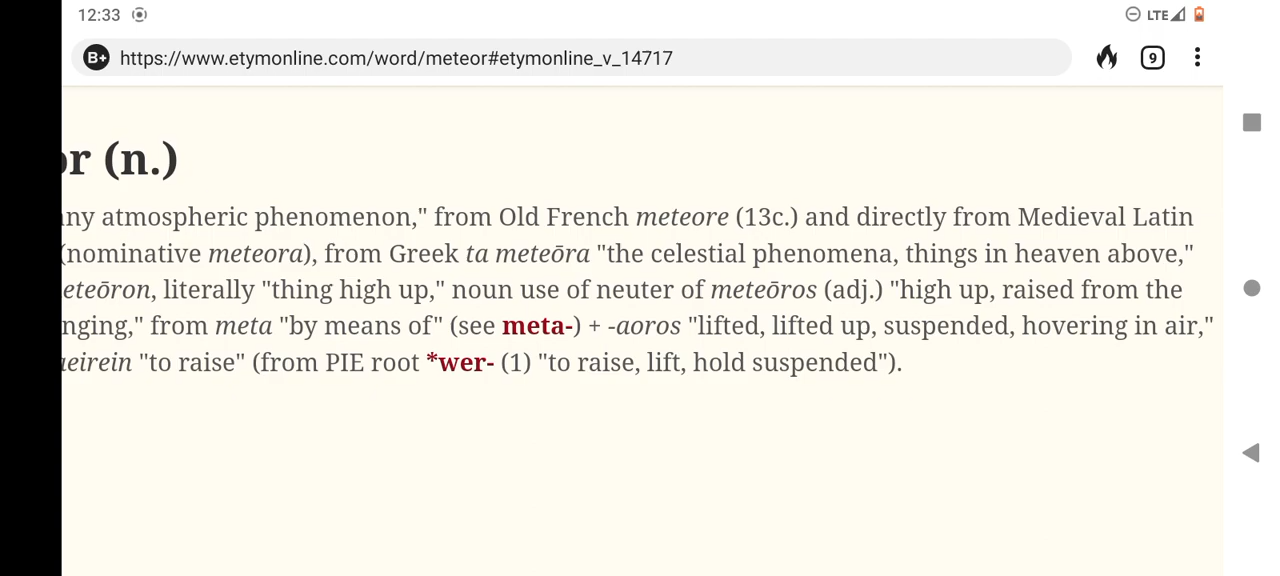 12:33 LTE
B+ https://www.etymonline.com/word/meteor#etymonline_v_14717 9
or (n.)
any atmospheric phenomenon," from Old French meteore (13c.) and directly from Medieval Latin
(nominative meteora), from Greek ta meteōra "the celestial phenomena, things in heaven above,"
eteōron, literally "thing high up," noun use of neuter of meteōros (adj.) "high up, raised from the
nging," from meta "by means of" (see meta-) + -aoros "lifted, lifted up, suspended, hovering in air,"
aeirein "to raise" (from PIE root *wer- (1) "to raise, lift, hold suspended").